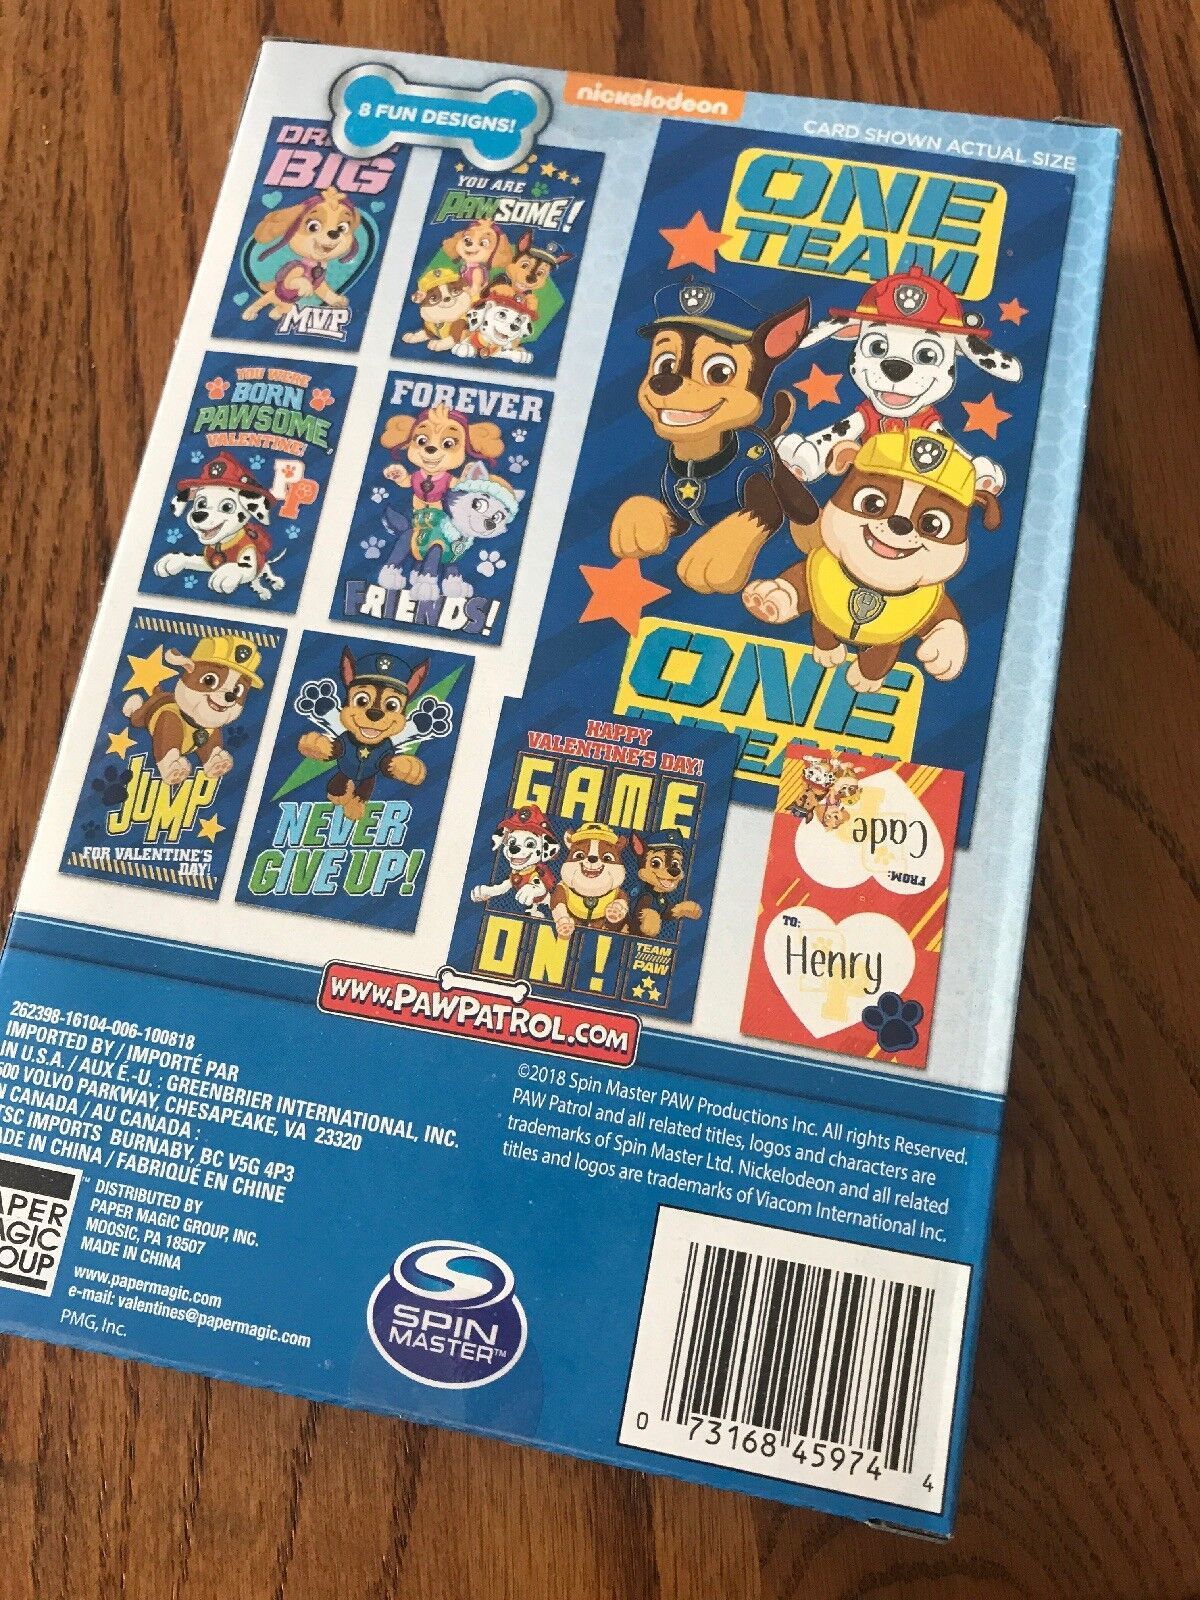 8 FUN DESIGNS!
nickelodeon
CARD SHOWN ACTUAL SIZE
BIG
MVP
YOU ARE
PAWSOME!
YOU WERE
BORN
PAWSOME
VALENTINE!
PP
FOREVER
FRIENDS!
JUMP
FOR VALENTINE'S
DAY!
NEVER
GIVE UP!
ONE
TEAM
ONE
HAPPY
VALENTINE'S DAY!
GAME
ON!
TEAM
PAW
FROM:
Cade
TO:
Henry
www.PAWPATROL.COM
262398-16104-006-100818
IMPORTED BY / IMPORTÉ PAR
IN U.S.A. / AUX É.-U. : GREENBRIER INTERNATIONAL, INC.
500 VOLVO PARKWAY, CHESAPEAKE, VA 23320
CANADA / AU CANADA :
IMPORTS BURNABY, BC V5G 4P3
IN CHINA / FABRIQUÉ EN CHINE
DISTRIBUTED BY
PAPER MAGIC GROUP, INC.
MOOSIC, PA 18507
MADE IN CHINA
www.papermagic.com
e-mail: valentines@papermagic.com
PMG, Inc.
©2018 Spin Master PAW Productions Inc. All rights Reserved.
PAW Patrol and all related titles, logos and characters are
trademarks of Spin Master Ltd. Nickelodeon and all related
titles and logos are trademarks of Viacom International Inc.
SPIN
MASTER™
0 73168 45974 4